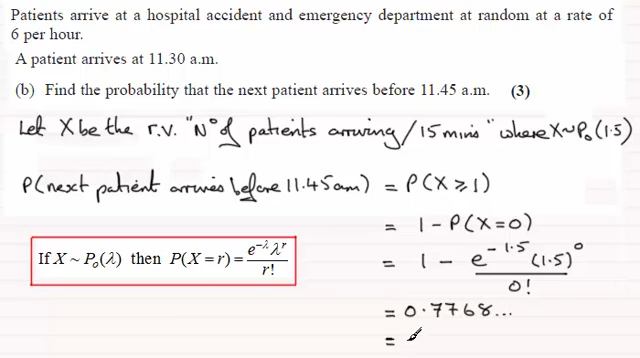 Patients arrive at a hospital accident and emergency department at random at a rate of
6 per hour.
A patient arrives at 11.30 a.m.
(b) Find the probability that the next patient arrives before 11.45 a.m. (3)
Let X be the r.v. "N° of patients arriving / 15 mins" where X~Po(1.5)
P(next patient arrives before 11.45am) = P(X ≥ 1)
= 1 - P(X = 0)
If X ~ Po(λ) then P(X = r) = e^-λ λ^r / r!
= 1 - e^-1.5 (1.5)^0 / 0!
= 0.7768...
=